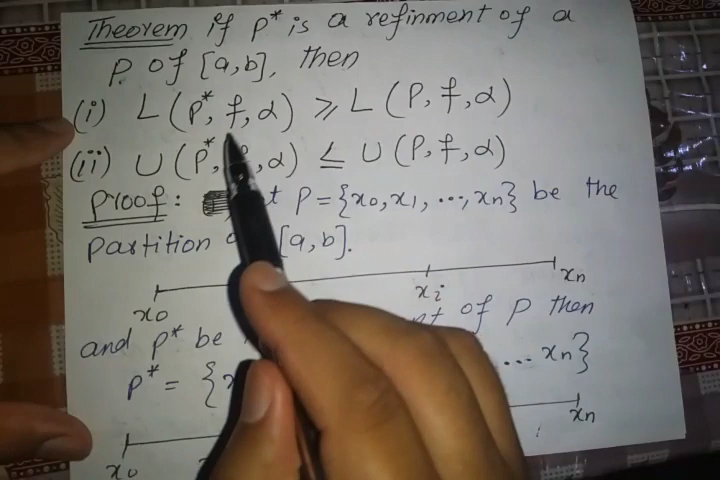 Theorem if P* is a refinment of a
P of [a,b], then
(i) L(P*, f, α) ⩾ L(P, f, α)
(ii) U(P*, , α) ≤ U(P, f, α)
Proof: P = {x0, x1, ..., xn} be the
Partition [a,b].
x0 xi xn
and P* be of P then
P* = { ... xn}
x0 xn